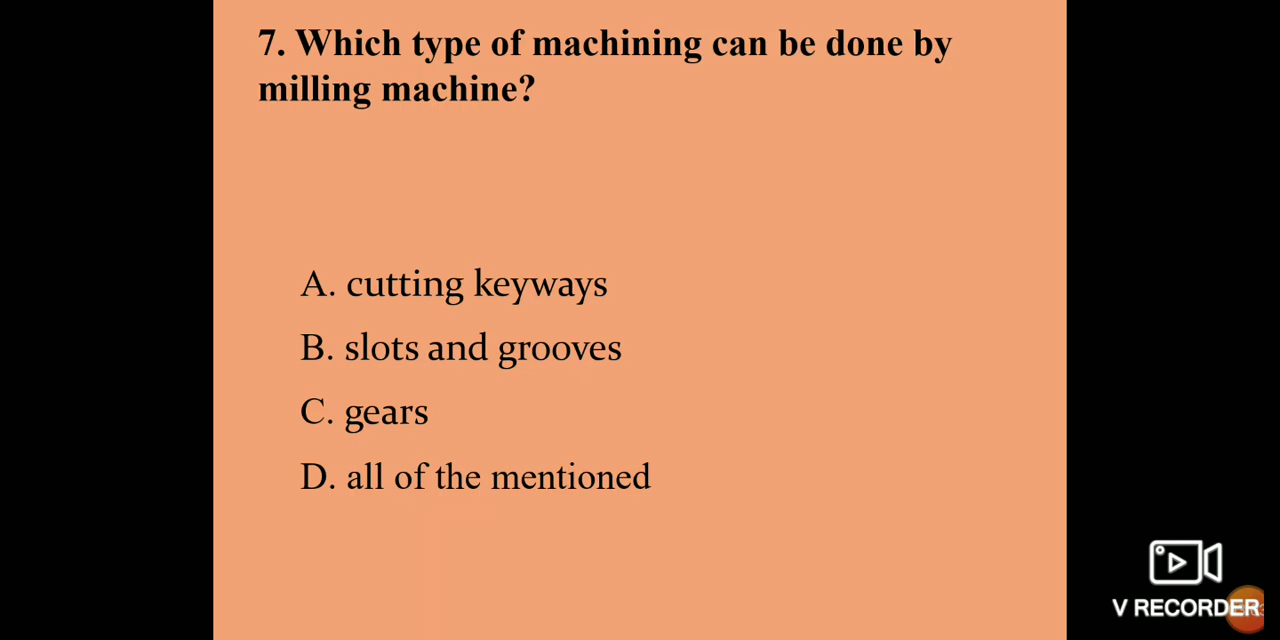 7. Which type of machining can be done by
milling machine?
A. cutting keyways
B. slots and grooves
C. gears
D. all of the mentioned
V RECORDER